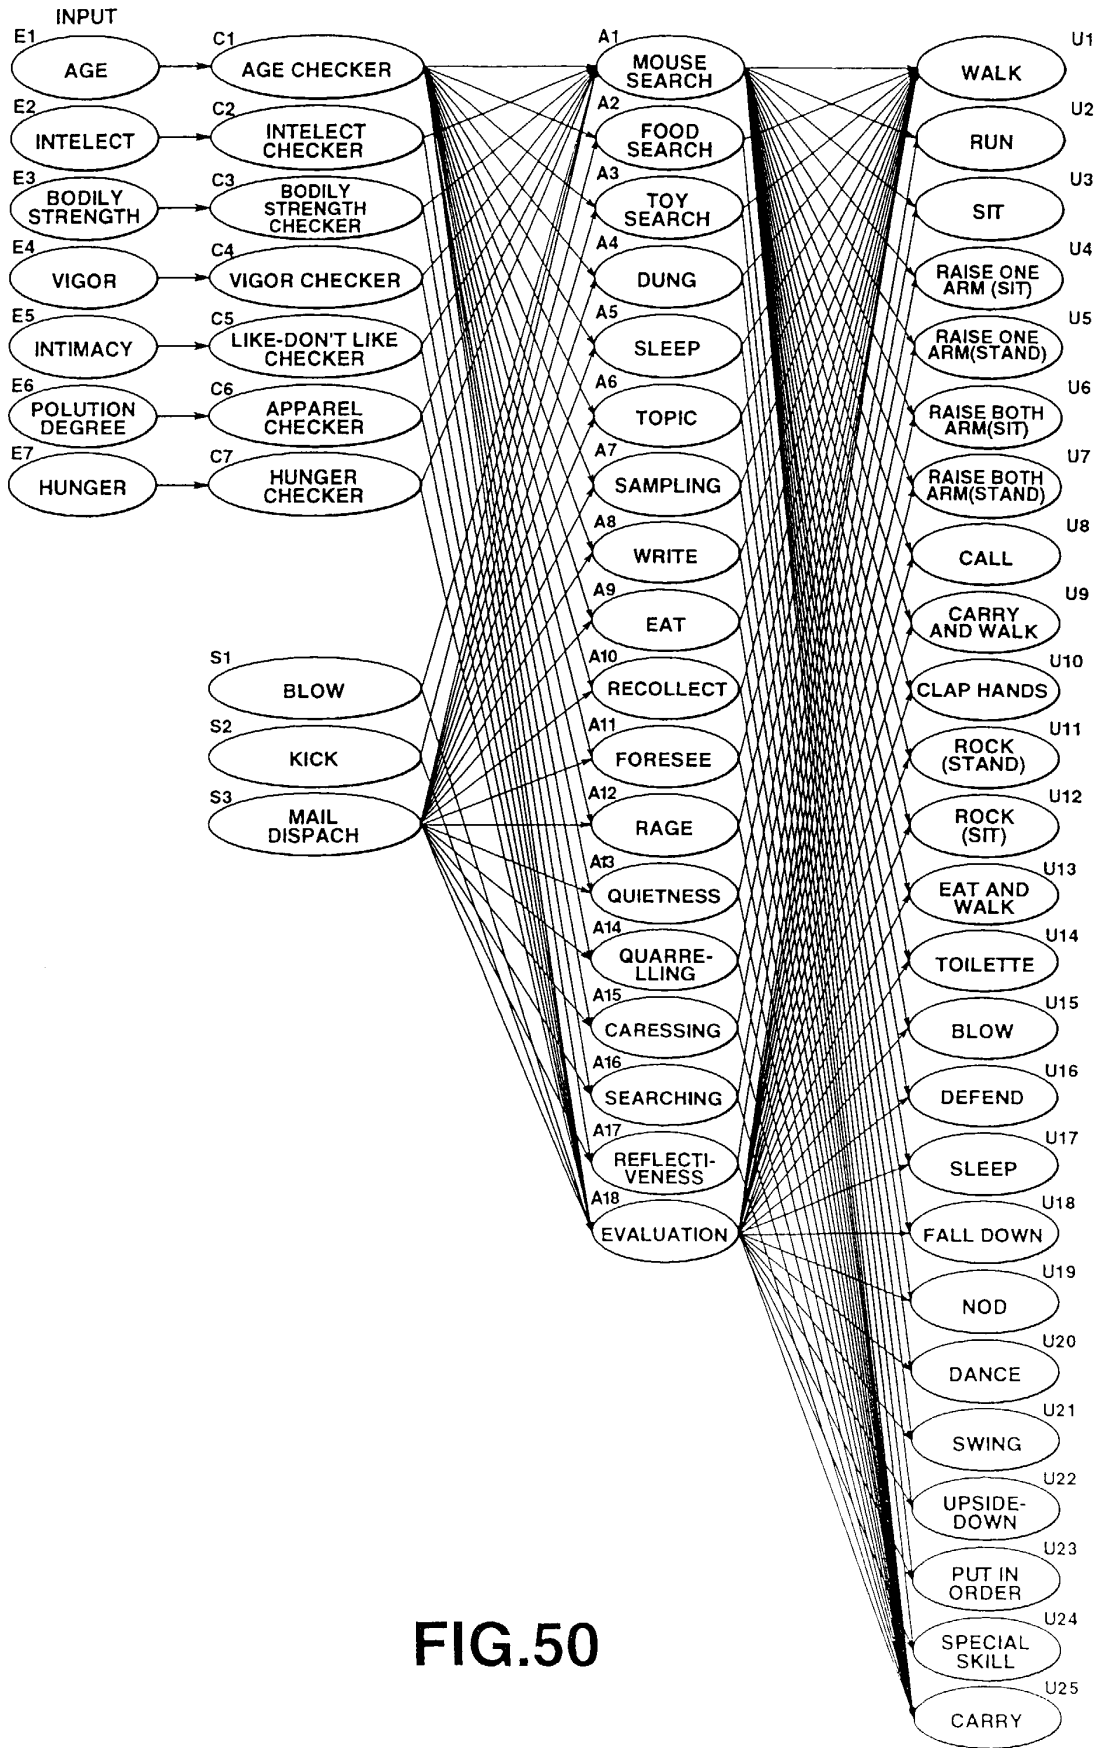 INPUT
E1
AGE
E2
INTELECT
E3
BODILY
STRENGTH
E4
VIGOR
E5
INTIMACY
E6
POLUTION
DEGREE
E7
HUNGER
C1
AGE CHECKER
C2
INTELECT
CHECKER
C3
BODILY
STRENGTH
CHECKER
C4
VIGOR CHECKER
C5
LIKE-DON'T LIKE
CHECKER
C6
APPAREL
CHECKER
C7
HUNGER
CHECKER
S1
BLOW
S2
KICK
S3
MAIL
DISPACH
A1
MOUSE
SEARCH
A2
FOOD
SEARCH
A3
TOY
SEARCH
A4
DUNG
A5
SLEEP
A6
TOPIC
A7
SAMPLING
A8
WRITE
A9
EAT
A10
RECOLLECT
A11
FORESEE
A12
RAGE
A13
QUIETNESS
A14
QUARRE-
LLING
A15
CARESSING
A16
SEARCHING
A17
REFLECTI-
VENESS
A18
EVALUATION
U1
WALK
U2
RUN
U3
SIT
U4
RAISE ONE
ARM (SIT)
U5
RAISE ONE
ARM(STAND)
U6
RAISE BOTH
ARM(SIT)
U7
RAISE BOTH
ARM(STAND)
U8
CALL
U9
CARRY
AND WALK
U10
CLAP HANDS
U11
ROCK
(STAND)
U12
ROCK
(SIT)
U13
EAT AND
WALK
U14
TOILETTE
U15
BLOW
U16
DEFEND
U17
SLEEP
U18
FALL DOWN
U19
NOD
U20
DANCE
U21
SWING
U22
UPSIDE-
DOWN
U23
PUT IN
ORDER
U24
SPECIAL
SKILL
U25
CARRY
FIG.50